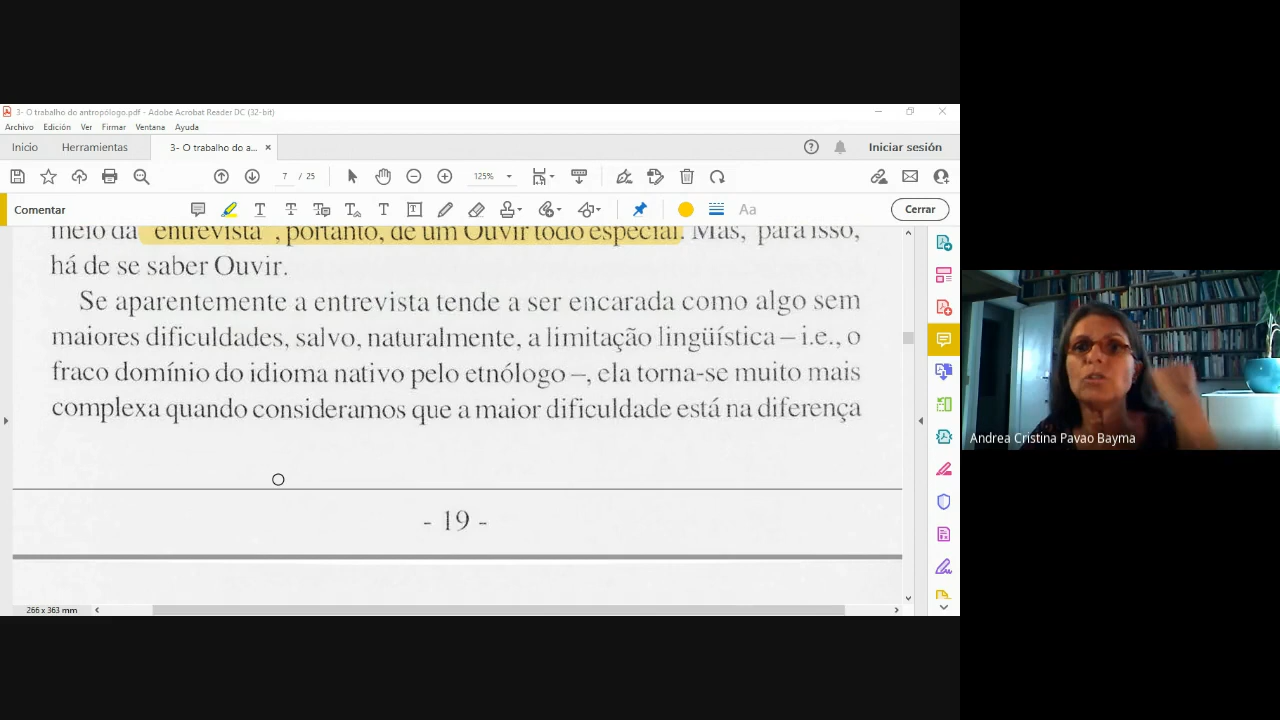 3- O trabalho do antropólogo.pdf - Adobe Acrobat Reader DC (32-bit)
Archivo Edición Ver Firmar Ventana Ayuda
Inicio Herramientas 3- O trabalho do a... × Iniciar sesión
7 / 25 125%
Comentar Aa Cerrar
meio da "entrevista", portanto, de um Ouvir todo especial. Mas, para isso,
há de se saber Ouvir.
Se aparentemente a entrevista tende a ser encarada como algo sem
maiores dificuldades, salvo, naturalmente, a limitação lingüística – i.e., o
fraco domínio do idioma nativo pelo etnólogo –, ela torna-se muito mais
complexa quando consideramos que a maior dificuldade está na diferença
- 19 -
266 x 363 mm
Andrea Cristina Pavao Bayma